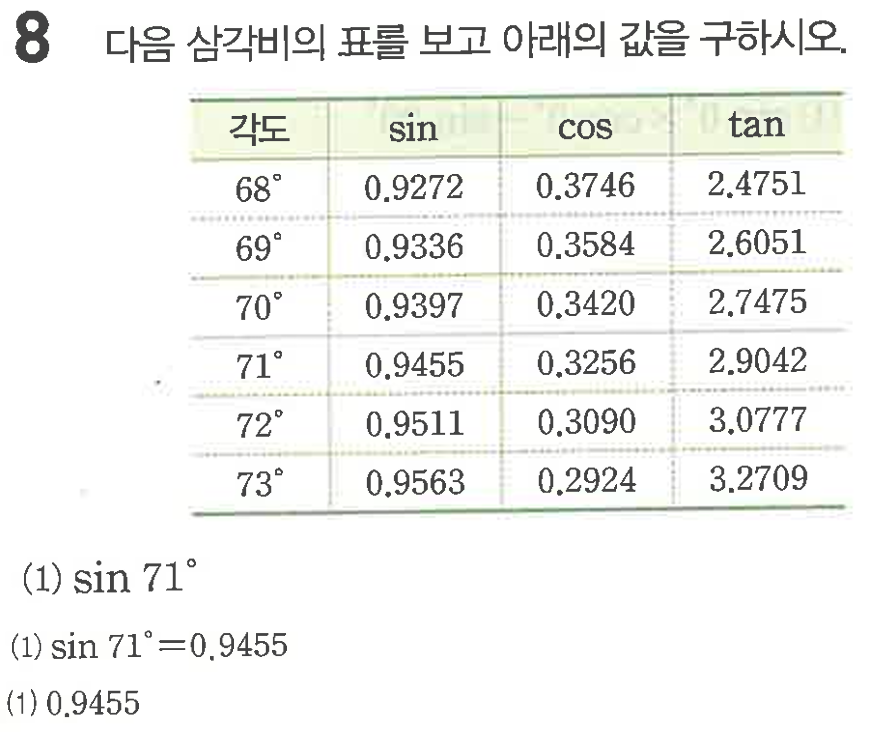 8 다음 삼각비의 표를 보고 아래의 값을 구하시오.
각도 sin cos tan
68° 0.9272 0.3746 2.4751
69° 0.9336 0.3584 2.6051
70° 0.9397 0.3420 2.7475
71° 0.9455 0.3256 2.9042
72° 0.9511 0.3090 3.0777
73° 0.9563 0.2924 3.2709
(1) sin 71°
(1) sin 71°=0.9455
(1) 0.9455